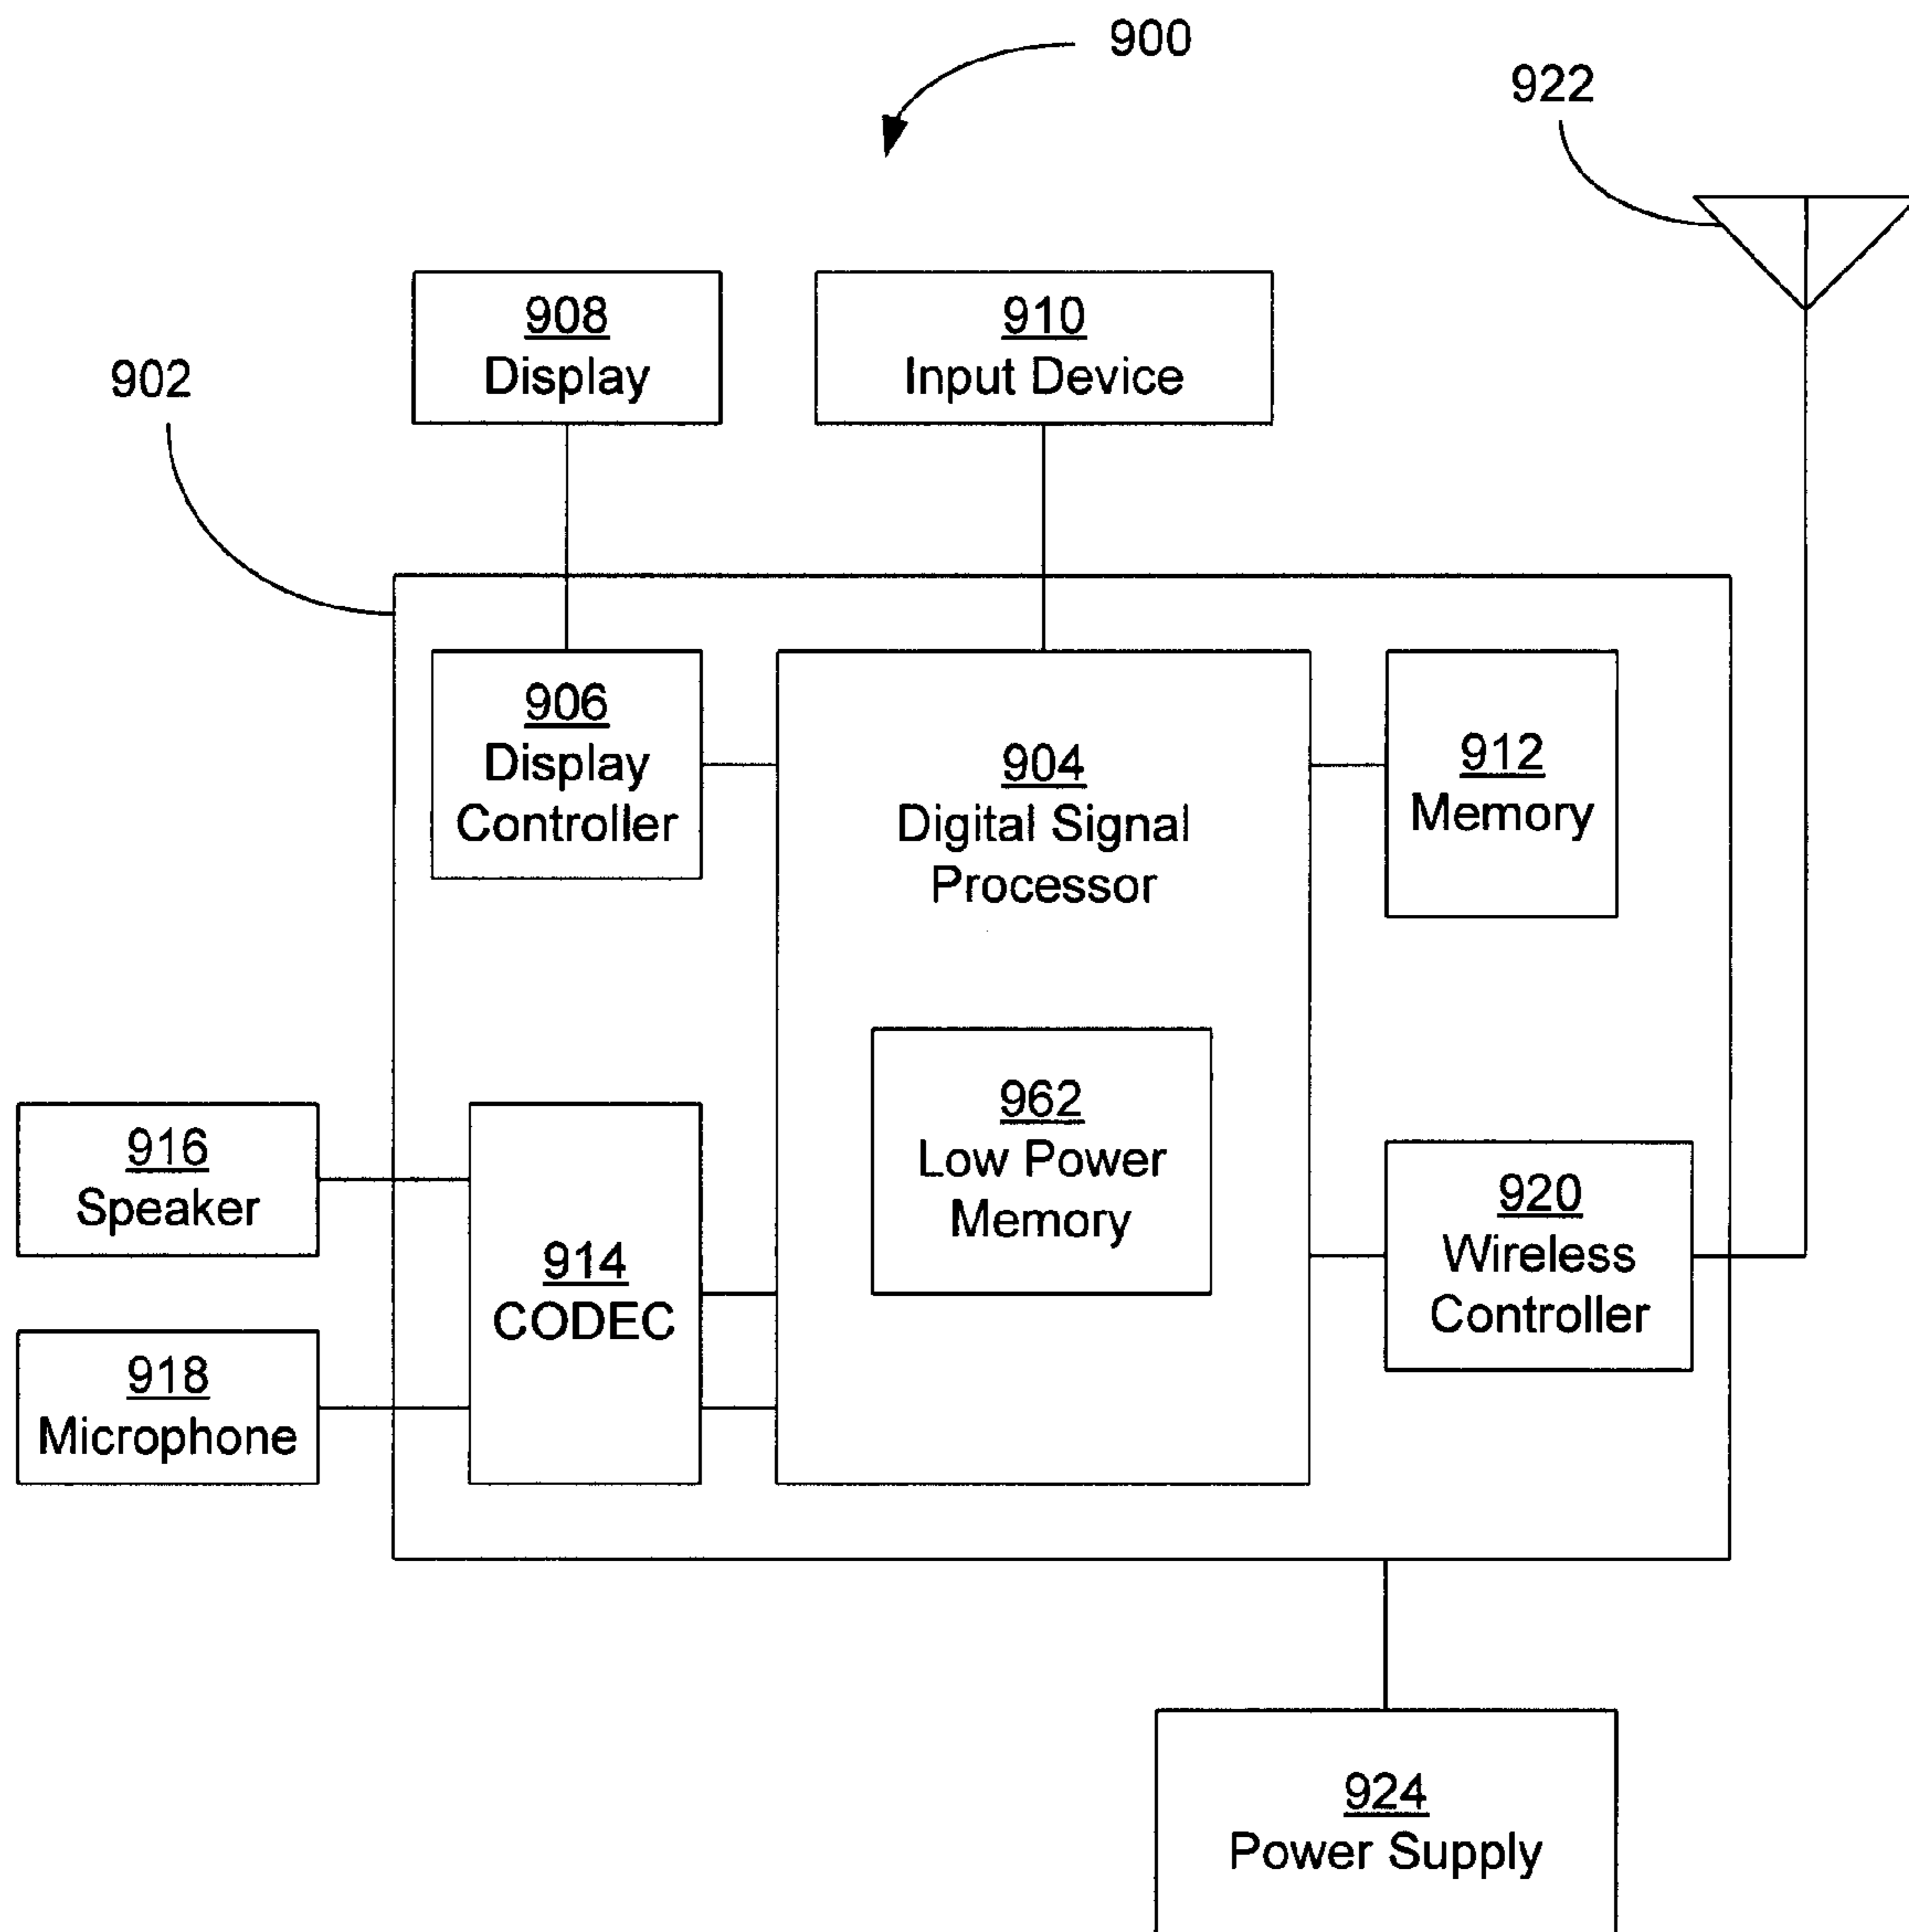 900
922
908
Display
910
Input Device
902
906
Display
Controller
904
Digital Signal
Processor
912
Memory
962
Low Power
Memory
916
Speaker
914
CODEC
920
Wireless
Controller
918
Microphone
924
Power Supply